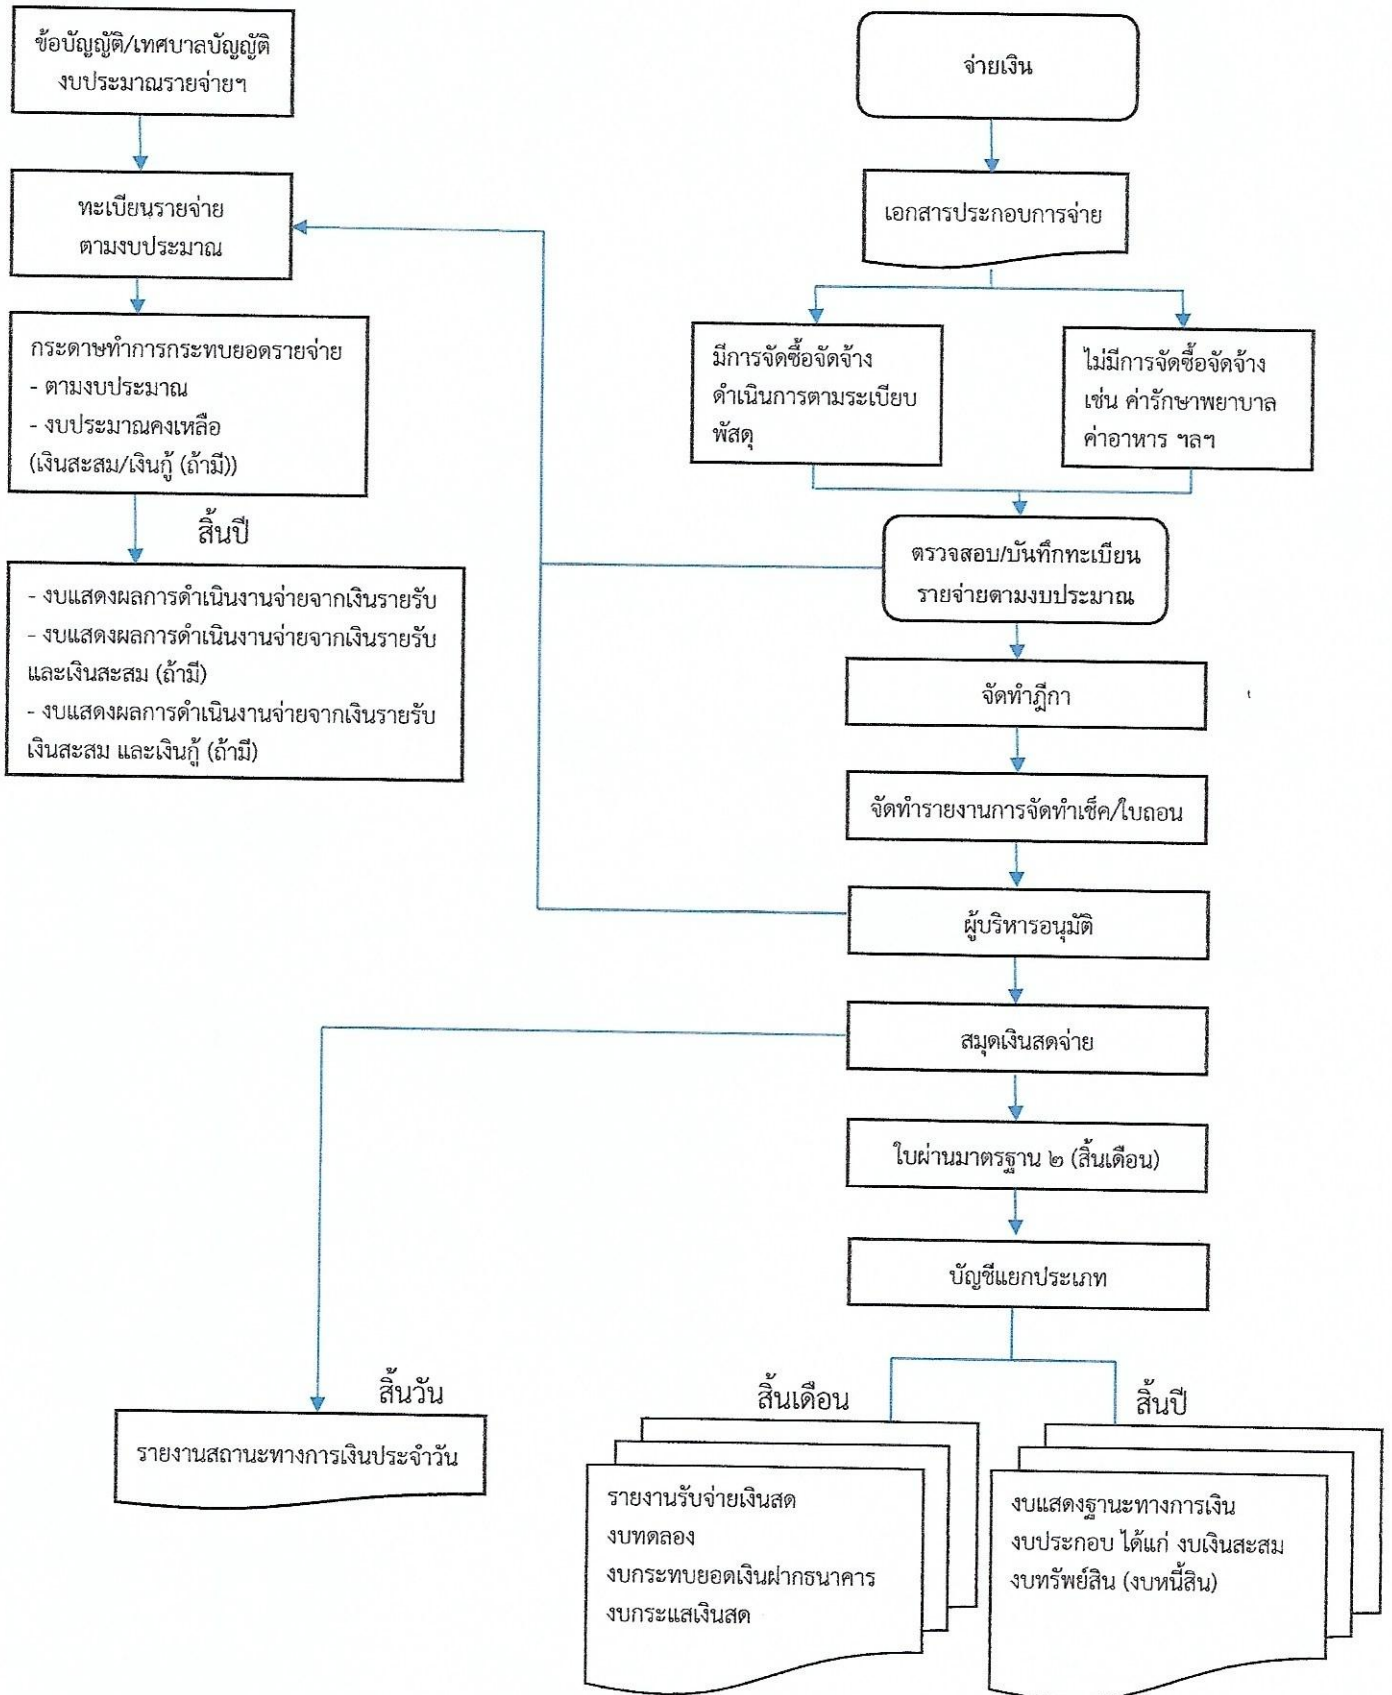 ข้อบัญญัติ/เทศบาลบัญญัติ
งบประมาณรายจ่ายฯ
ทะเบียนรายจ่าย
ตามงบประมาณ
กระดาษทำการกระทบยอดรายจ่าย
- ตามงบประมาณ
- งบประมาณคงเหลือ
(เงินสะสม/เงินกู้ (ถ้ามี))
สิ้นปี
- งบแสดงผลการดำเนินงานจ่ายจากเงินรายรับ
- งบแสดงผลการดำเนินงานจ่ายจากเงินรายรับ
และเงินสะสม (ถ้ามี)
- งบแสดงผลการดำเนินงานจ่ายจากเงินรายรับ
เงินสะสม และเงินกู้ (ถ้ามี)
จ่ายเงิน
เอกสารประกอบการจ่าย
มีการจัดซื้อจัดจ้าง
ดำเนินการตามระเบียบ
พัสดุ
ไม่มีการจัดซื้อจัดจ้าง
เช่น ค่ารักษาพยาบาล
ค่าอาหาร ฯลฯ
ตรวจสอบ/บันทึกทะเบียน
รายจ่ายตามงบประมาณ
จัดทำฎีกา
จัดทำรายงานการจัดทำเช็ค/ใบถอน
ผู้บริหารอนุมัติ
สมุดเงินสดจ่าย
ใบผ่านมาตรฐาน ๒ (สิ้นเดือน)
บัญชีแยกประเภท
สิ้นวัน
รายงานสถานะทางการเงินประจำวัน
สิ้นเดือน
รายงานรับจ่ายเงินสด
งบทดลอง
งบกระทบยอดเงินฝากธนาคาร
งบกระแสเงินสด
สิ้นปี
งบแสดงฐานะทางการเงิน
งบประกอบ ได้แก่ งบเงินสะสม
งบทรัพย์สิน (งบหนี้สิน)